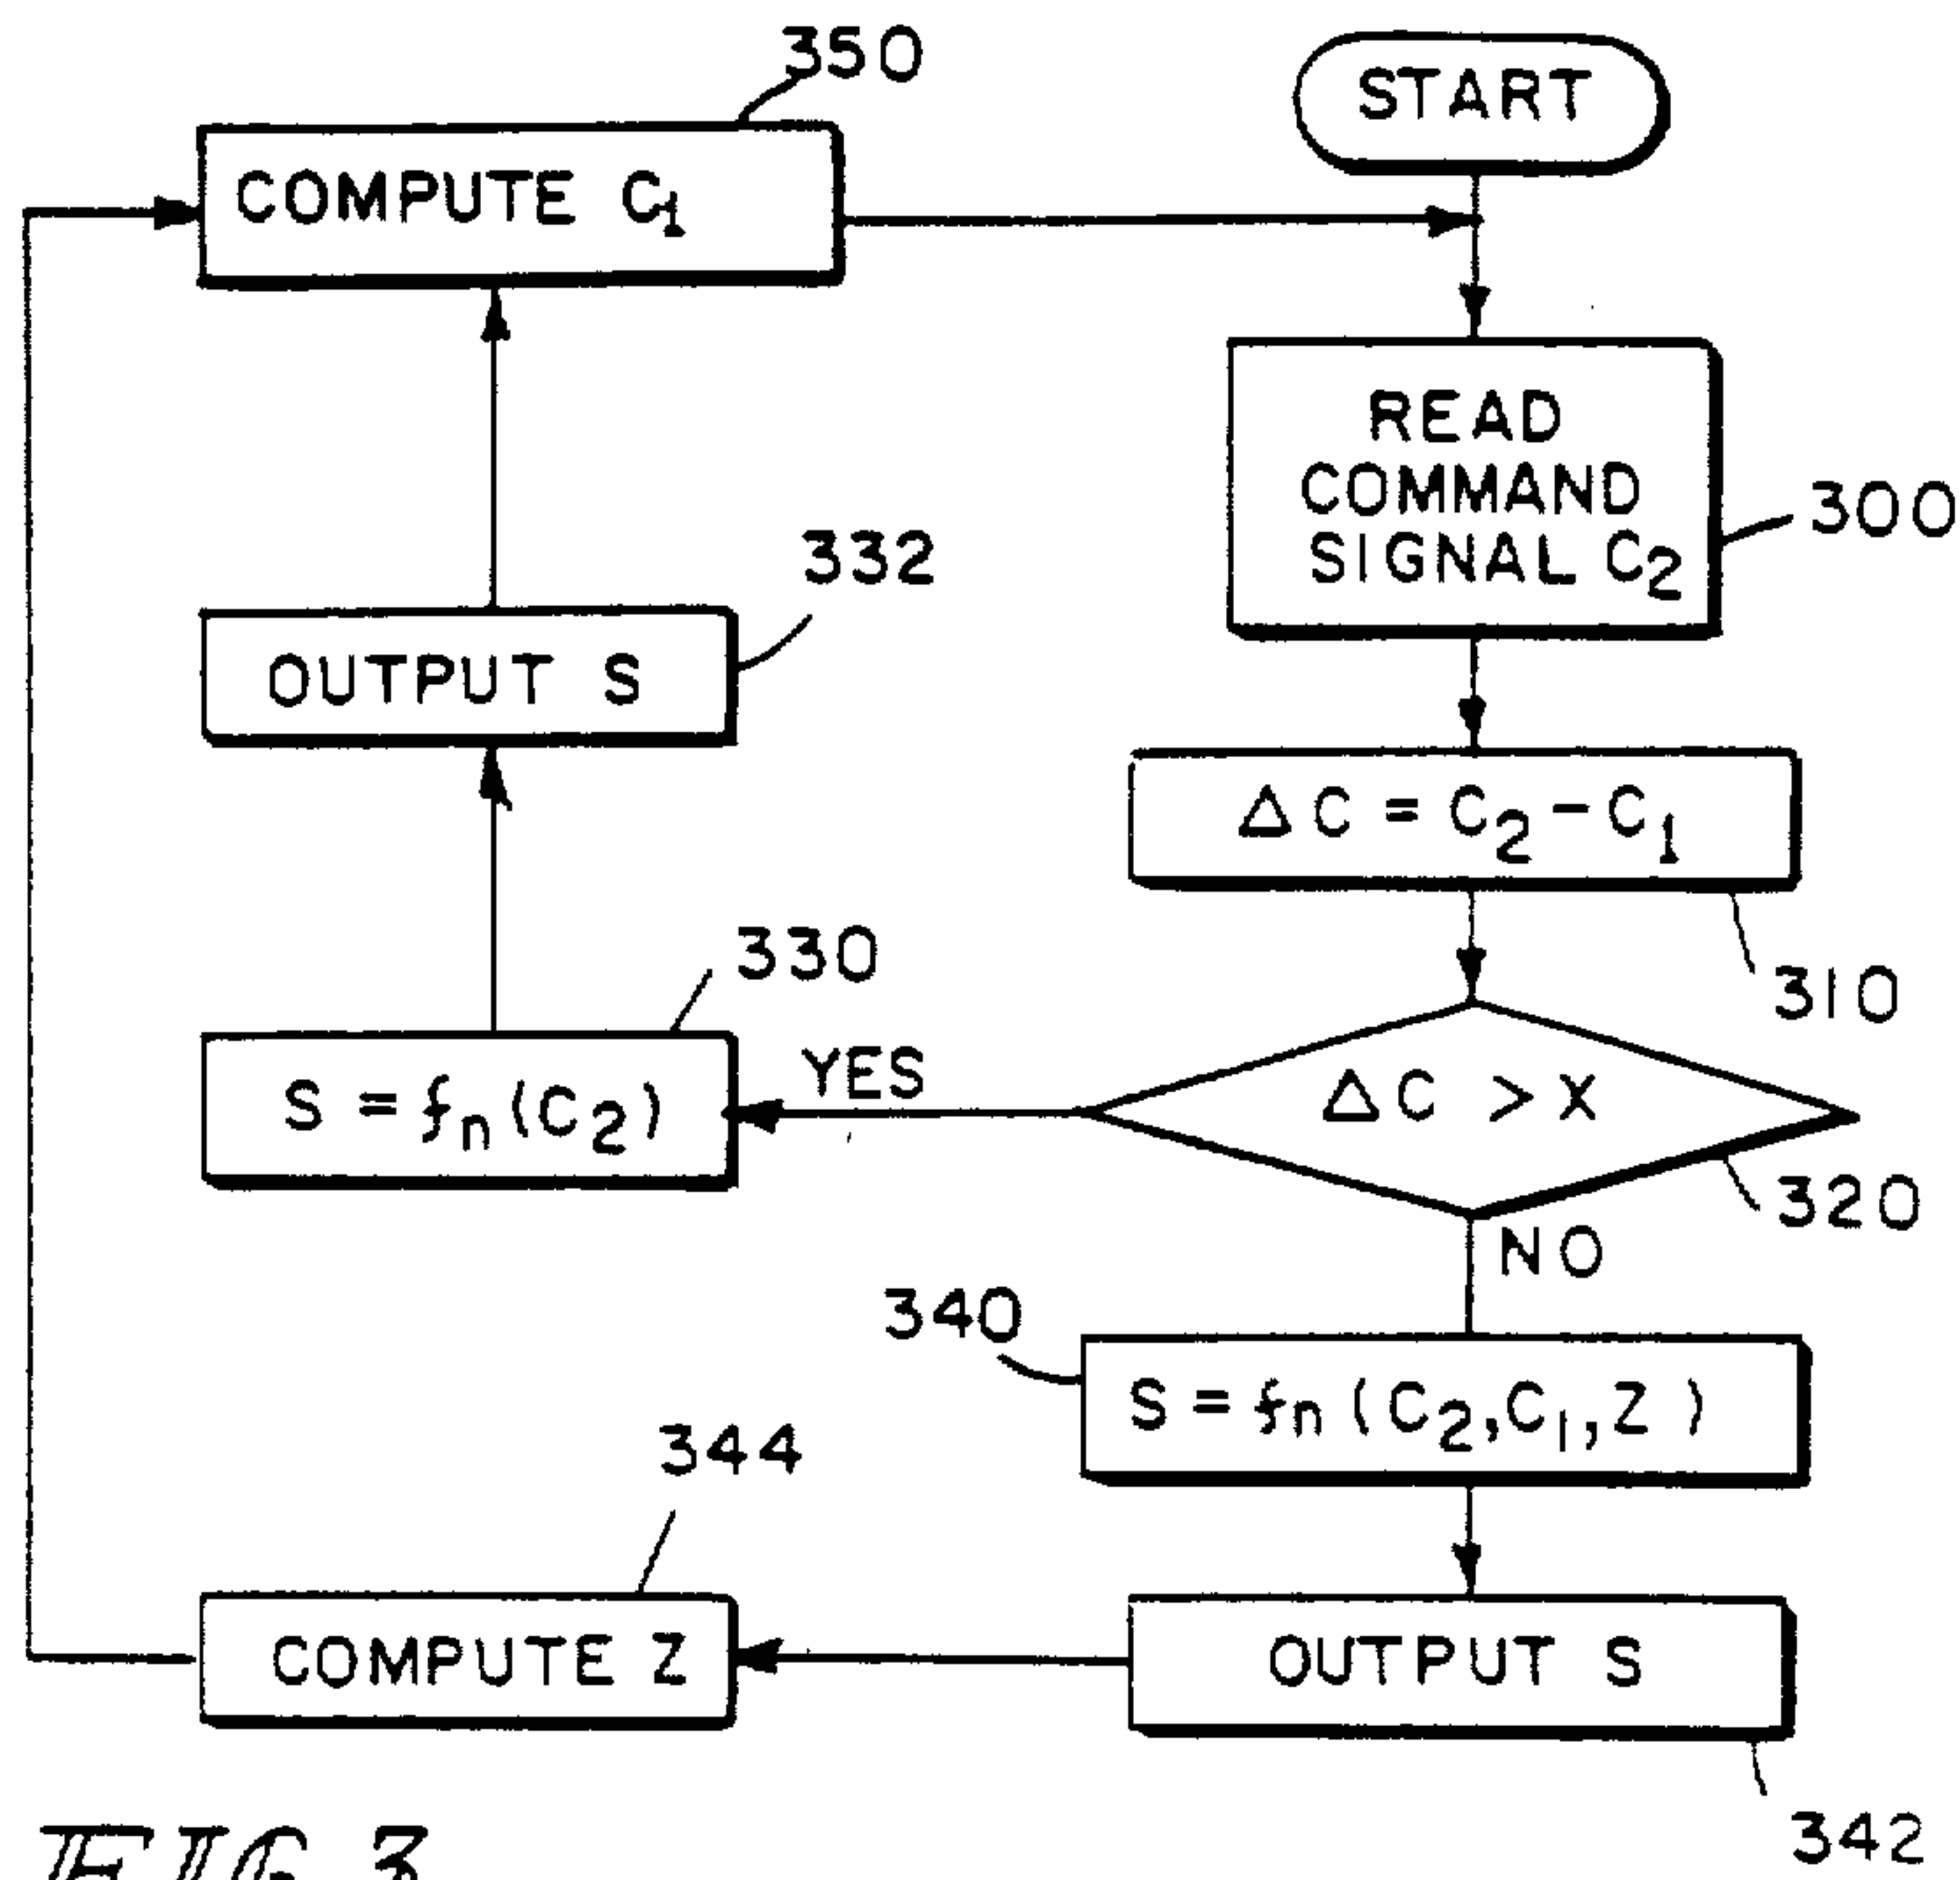 350
START
COMPUTE C₁
READ
COMMAND
SIGNAL C₂
300
332
OUTPUT S
ΔC = C₂ – C₁
310
330
YES
S = fn(C₂)
ΔC > X
320
NO
340
S = fn (C₂,C₁,Z )
344
COMPUTE Z
OUTPUT S
342
FIG. 3